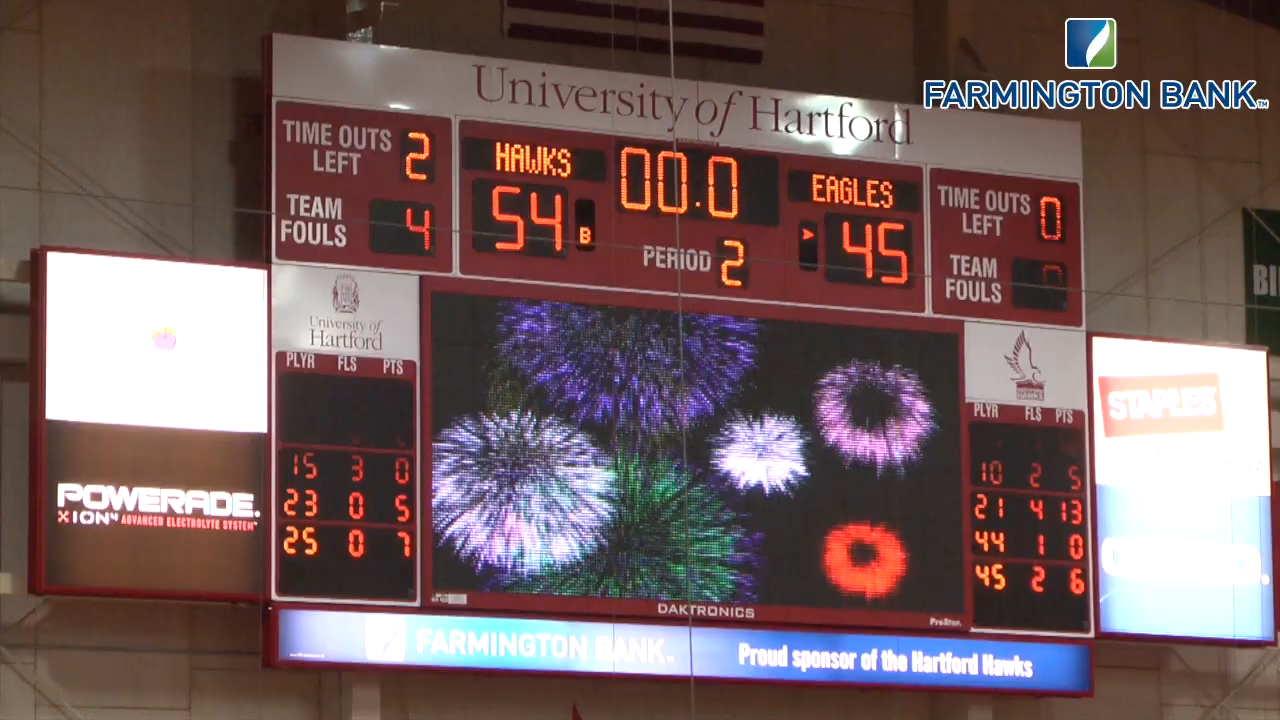 FARMINGTON BANK™
University of Hartford
TIME OUTS LEFT 2
HAWKS
00.0
EAGLES
TIME OUTS LEFT 0
TEAM FOULS 4
54 B
PERIOD 2
45
TEAM FOULS
University of Hartford
PLYR FLS PTS
15 3 0
23 0 5
25 0 7
PLYR FLS PTS
10 2 5
21 4 13
44 1 0
45 2 6
POWERADE
ION4 ADVANCED ELECTROLYTE SYSTEM
STAPLES
DAKTRONICS
ProStar
FARMINGTON BANK
Proud sponsor of the Hartford Hawks
BI